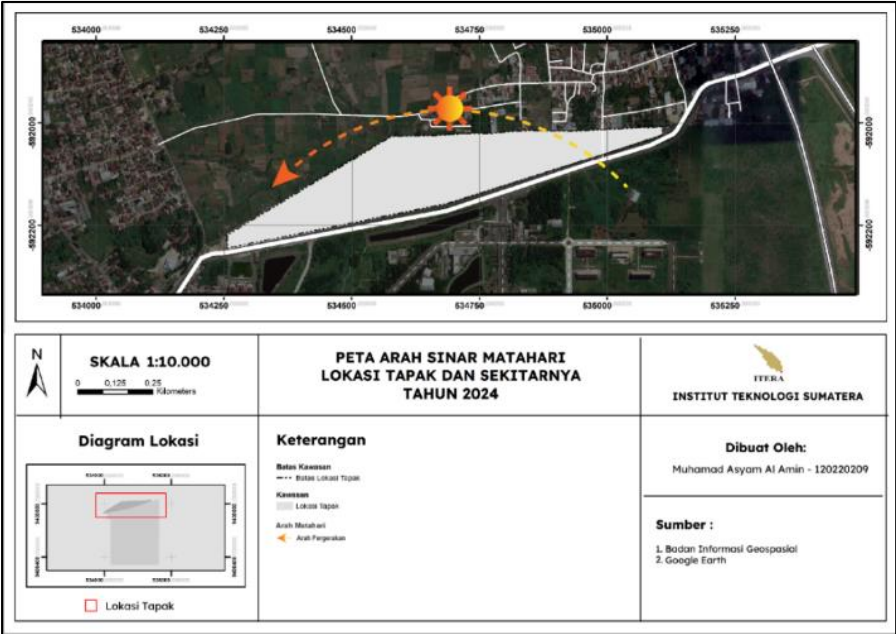 534000 534250 534500 534750 535000 535250
-592000 -592000
-592200 -592200
534000 534250 534500 534750 535000 535250
N
SKALA 1:10.000
0 0,125 0.25
Kilometers
PETA ARAH SINAR MATAHARI
LOKASI TAPAK DAN SEKITARNYA
TAHUN 2024
ITERA
INSTITUT TEKNOLOGI SUMATERA
Diagram Lokasi
Lokasi Tapak
Keterangan
Batas Kawasan
Batas Lokasi Tapak
Kawasan
Lokasi Tapak
Arah Matahari
Arah Pergerakan
Dibuat Oleh:
Muhamad Asyam Al Amin - 120220209
Sumber :
1. Badan Informasi Geospasial
2. Google Earth